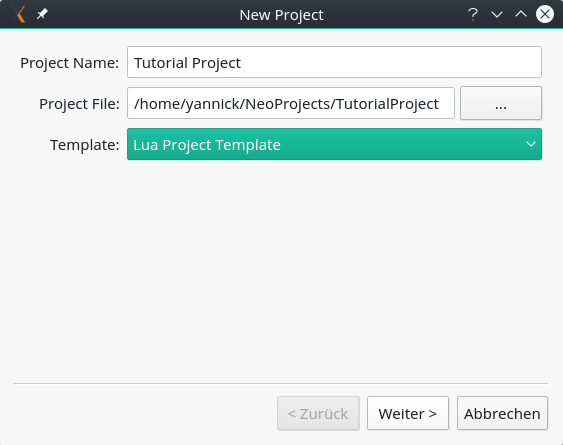 New Project
Project Name: Tutorial Project
Project File: /home/yannick/NeoProjects/TutorialProject ...
Template: Lua Project Template
< Zurück Weiter > Abbrechen